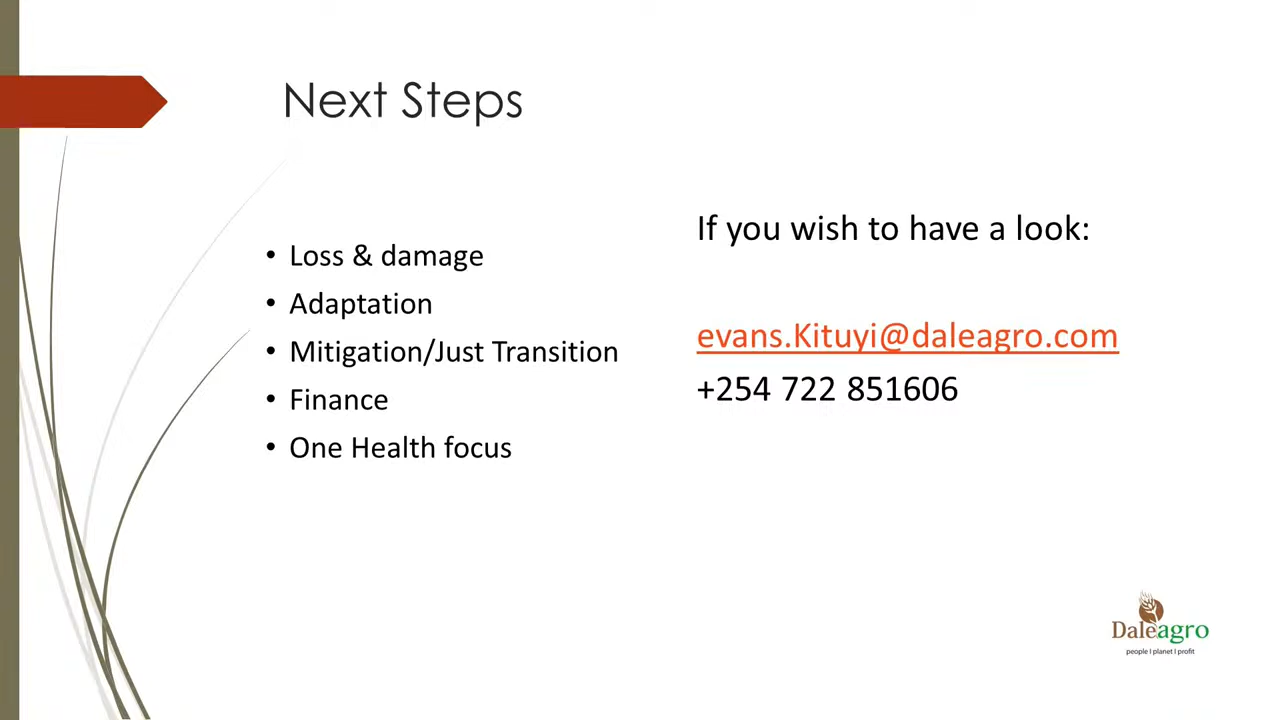 Next Steps
• Loss & damage
• Adaptation
• Mitigation/Just Transition
• Finance
• One Health focus
If you wish to have a look:
evans.Kituyi@daleagro.com
+254 722 851606
Daleagro
people I planet I profit